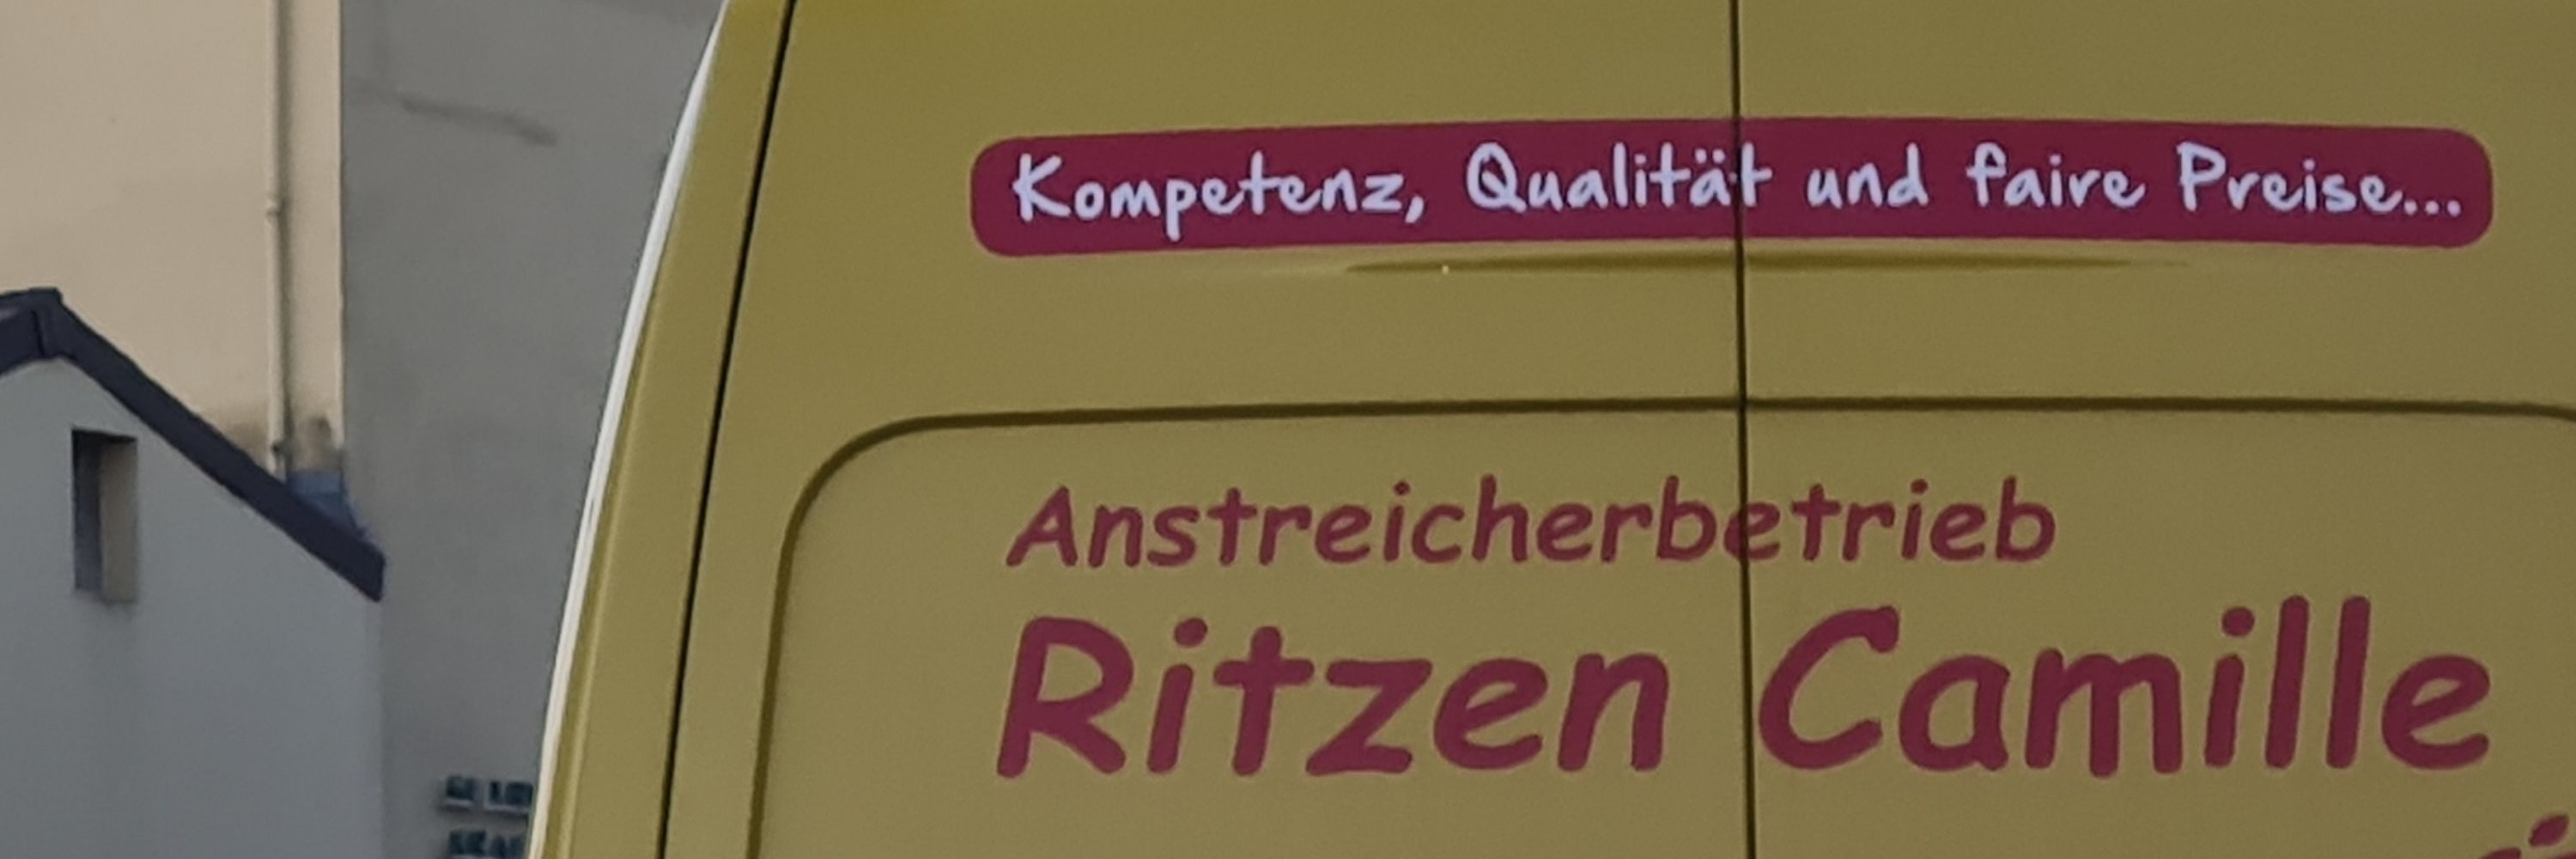 Kompetenz, Qualität und faire Preise...
Anstreicherbetrieb
Ritzen Camille